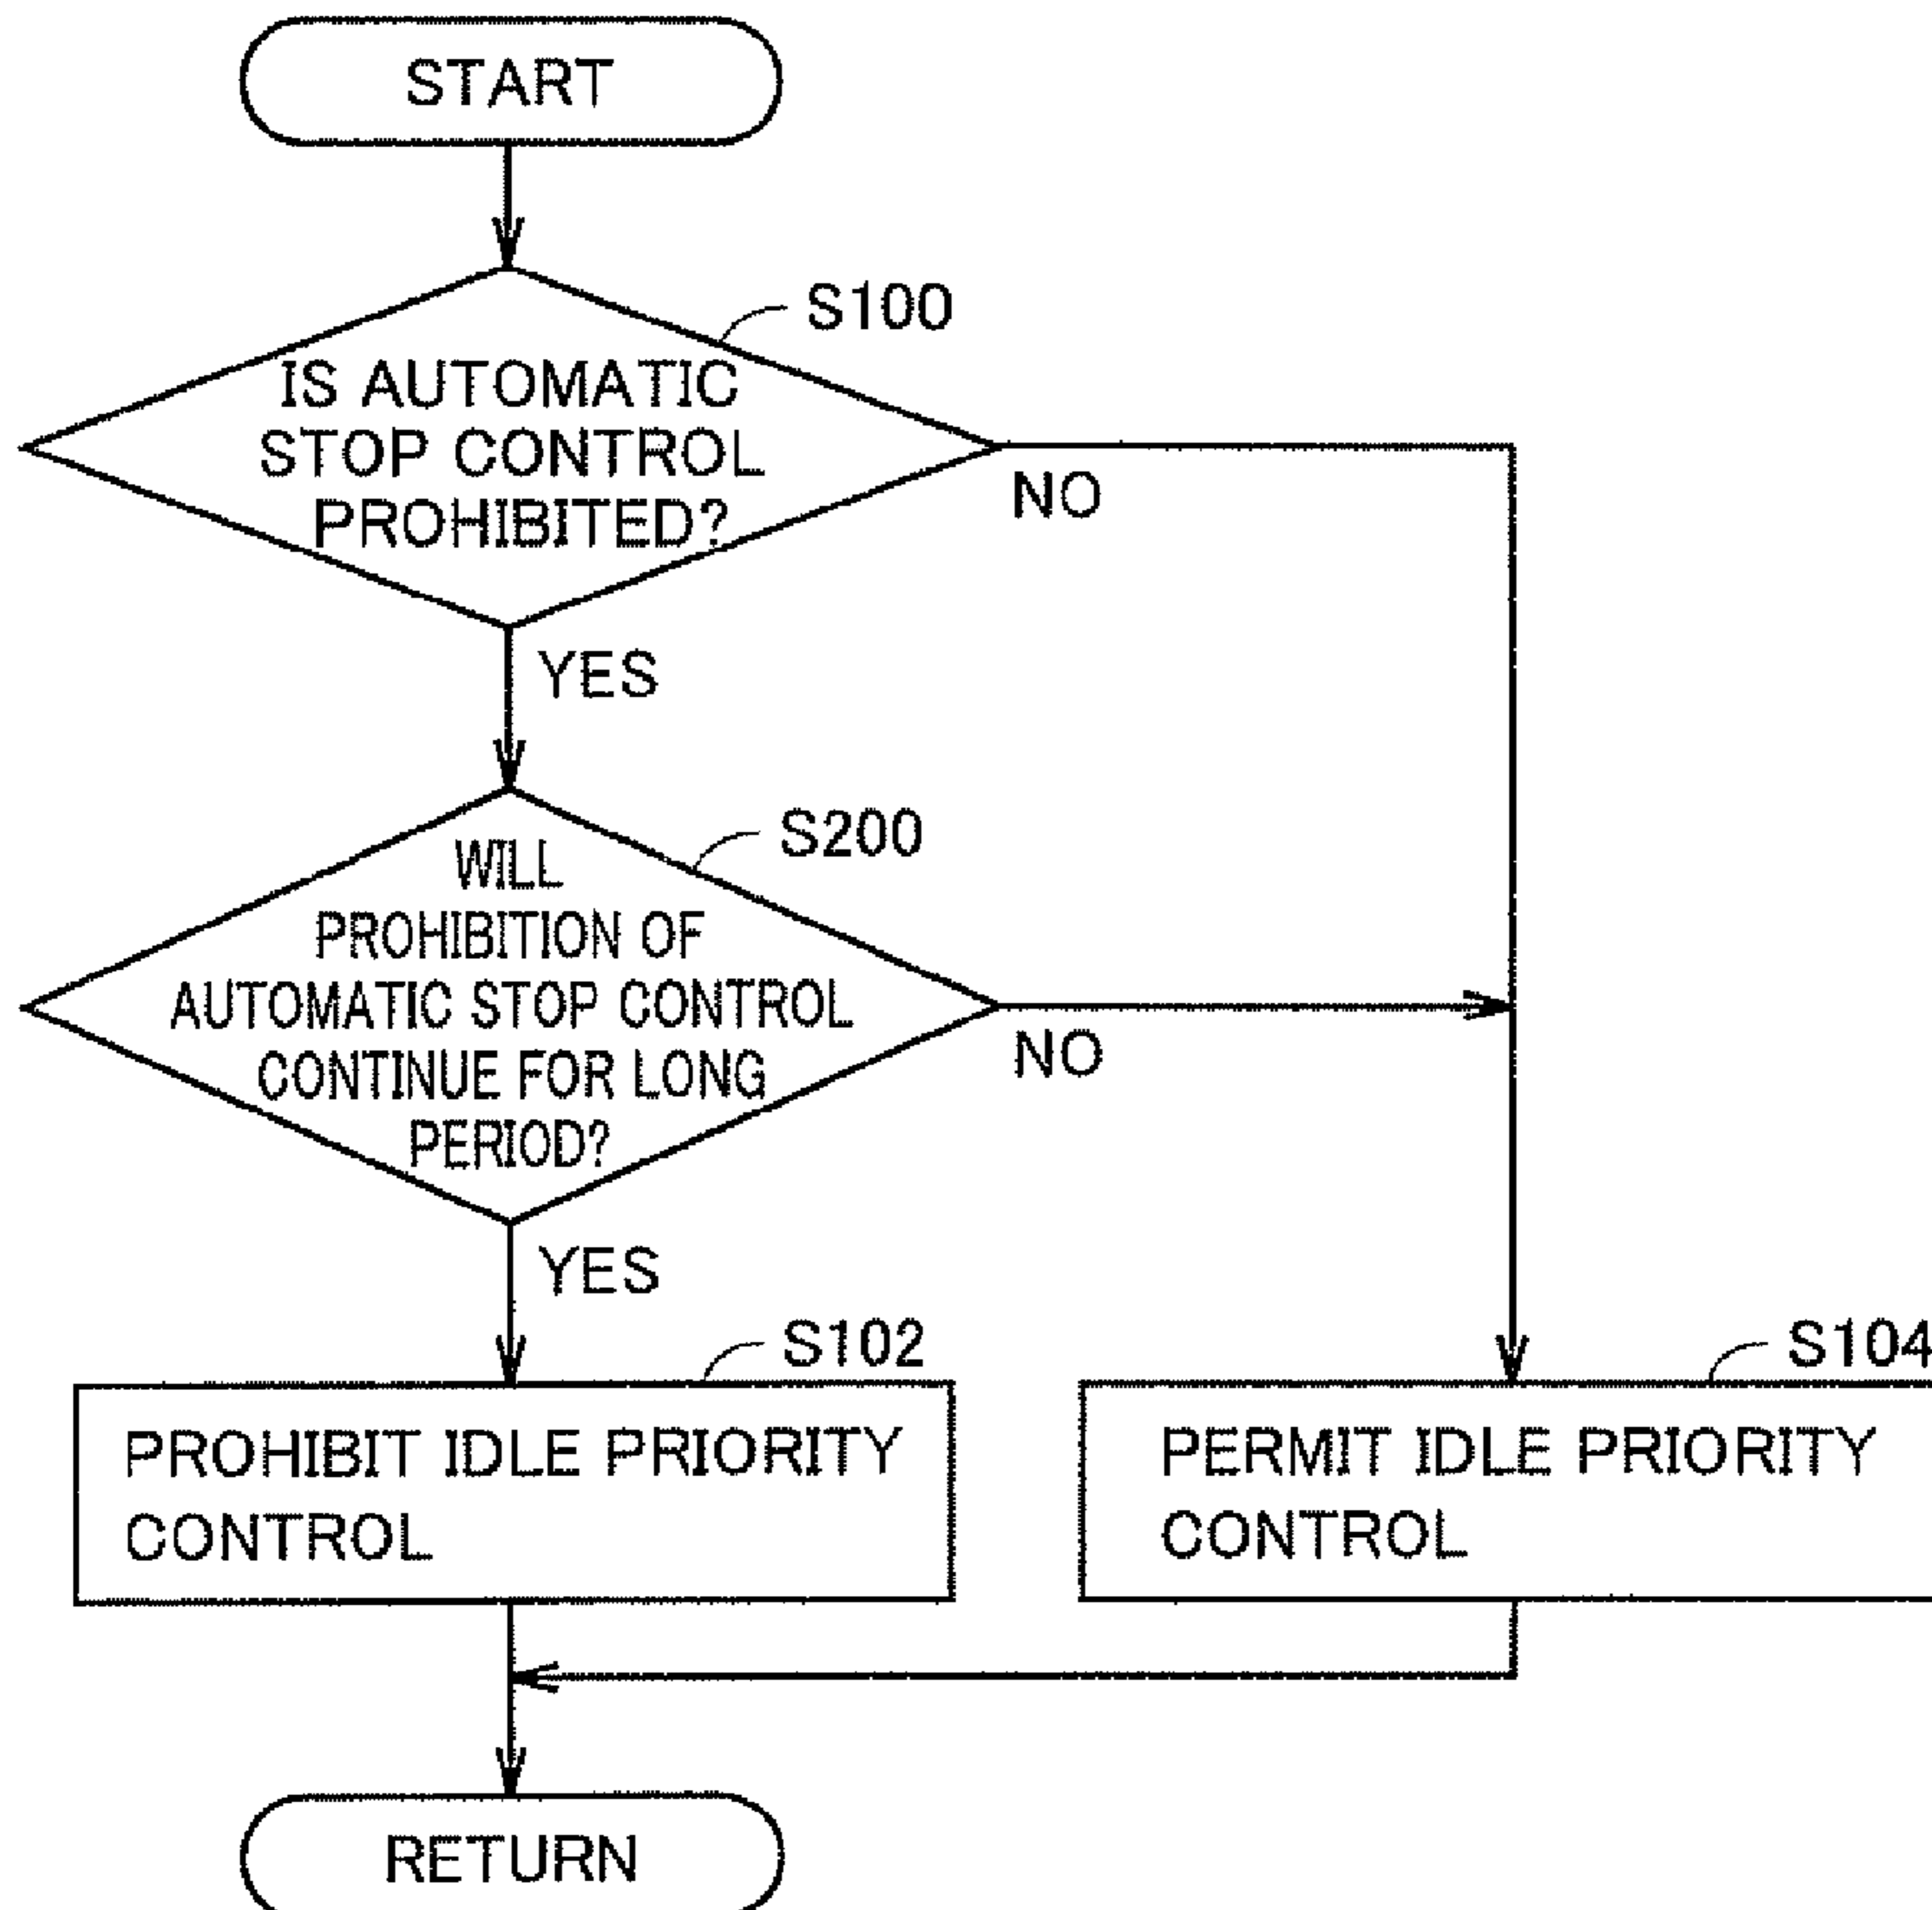 START
S100
IS AUTOMATIC
STOP CONTROL
PROHIBITED?
NO
YES
S200
WILL
PROHIBITION OF
AUTOMATIC STOP CONTROL
CONTINUE FOR LONG
PERIOD?
NO
YES
S102
PROHIBIT IDLE PRIORITY
CONTROL
S104
PERMIT IDLE PRIORITY
CONTROL
RETURN